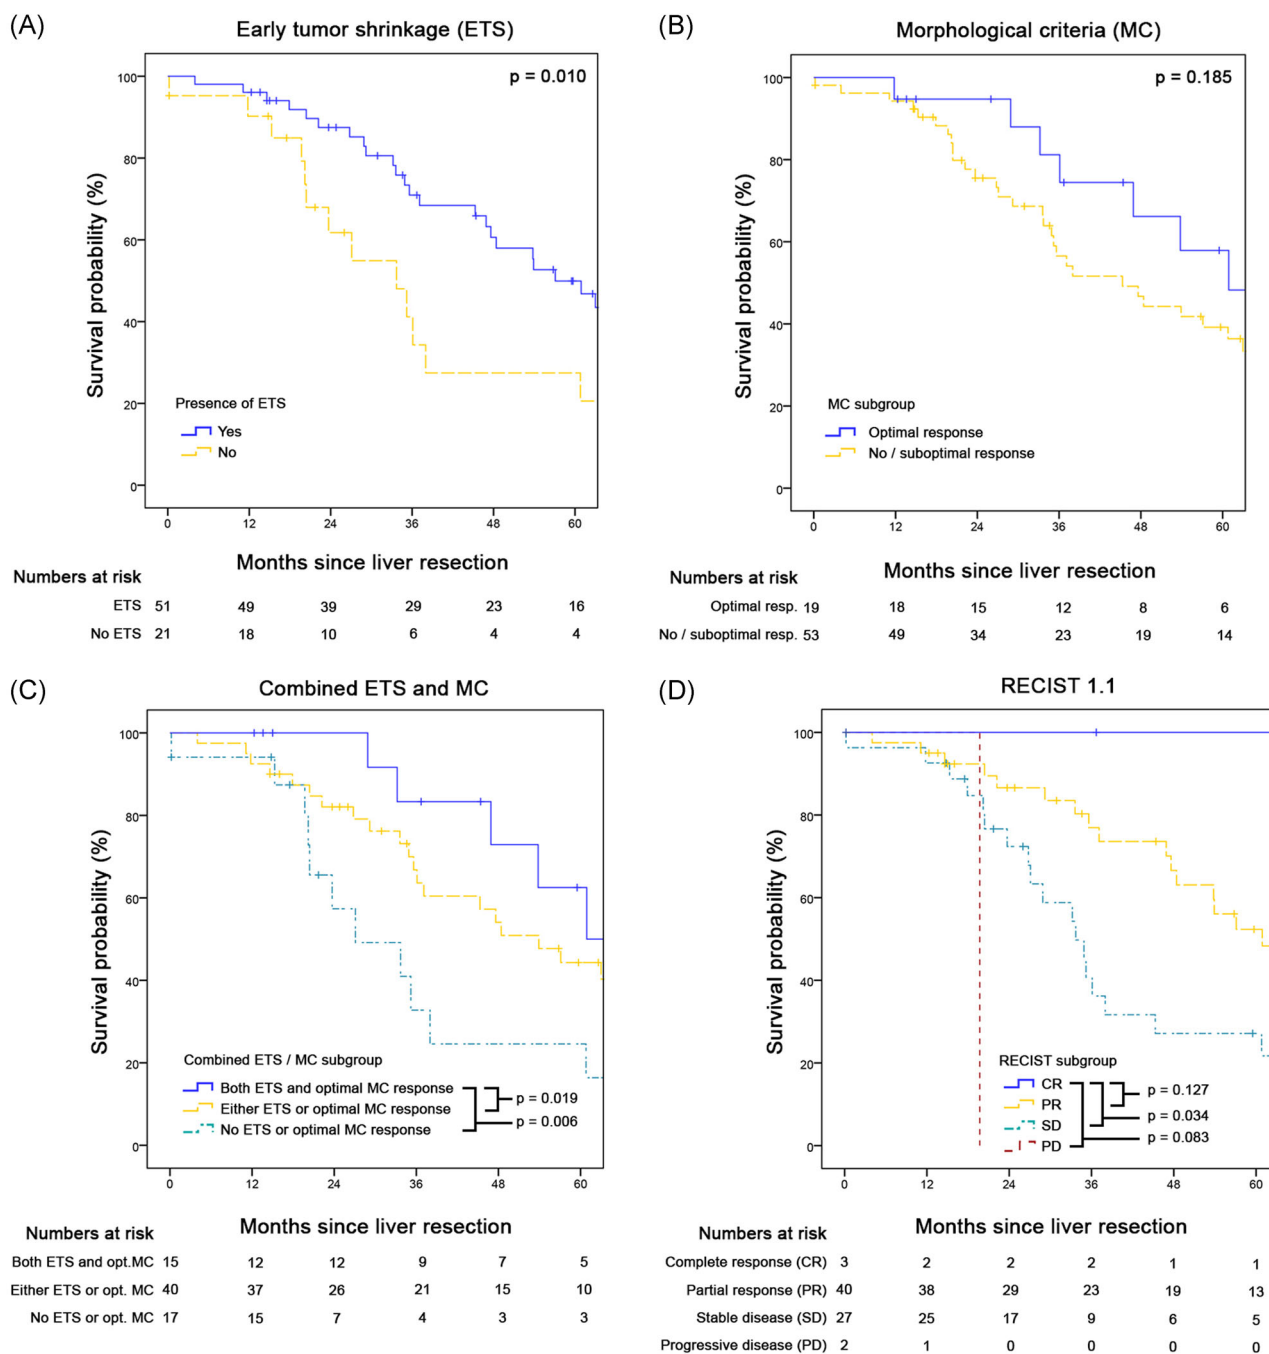 (A)
Early tumor shrinkage (ETS)
p = 0.010
Survival probability (%)
100
80
60
40
20
0
Presence of ETS
Yes
No
0 12 24 36 48 60
Months since liver resection
Numbers at risk
ETS 51 49 39 29 23 16
No ETS 21 18 10 6 4 4
(B)
Morphological criteria (MC)
p = 0.185
Survival probability (%)
100
80
60
40
20
0
MC subgroup
Optimal response
No / suboptimal response
0 12 24 36 48 60
Months since liver resection
Numbers at risk
Optimal resp. 19 18 15 12 8 6
No / suboptimal resp. 53 49 34 23 19 14
(C)
Combined ETS and MC
Survival probability (%)
100
80
60
40
20
0
Combined ETS / MC subgroup
Both ETS and optimal MC response
Either ETS or optimal MC response
No ETS or optimal MC response
p = 0.019
p = 0.006
0 12 24 36 48 60
Months since liver resection
Numbers at risk
Both ETS and opt.MC 15 12 12 9 7 5
Either ETS or opt. MC 40 37 26 21 15 10
No ETS or opt. MC 17 15 7 4 3 3
(D)
RECIST 1.1
Survival probability (%)
100
80
60
40
20
0
RECIST subgroup
CR
PR
SD
PD
p = 0.127
p = 0.034
p = 0.083
0 12 24 36 48 60
Months since liver resection
Numbers at risk
Complete response (CR) 3 2 2 2 1 1
Partial response (PR) 40 38 29 23 19 13
Stable disease (SD) 27 25 17 9 6 5
Progressive disease (PD) 2 1 0 0 0 0